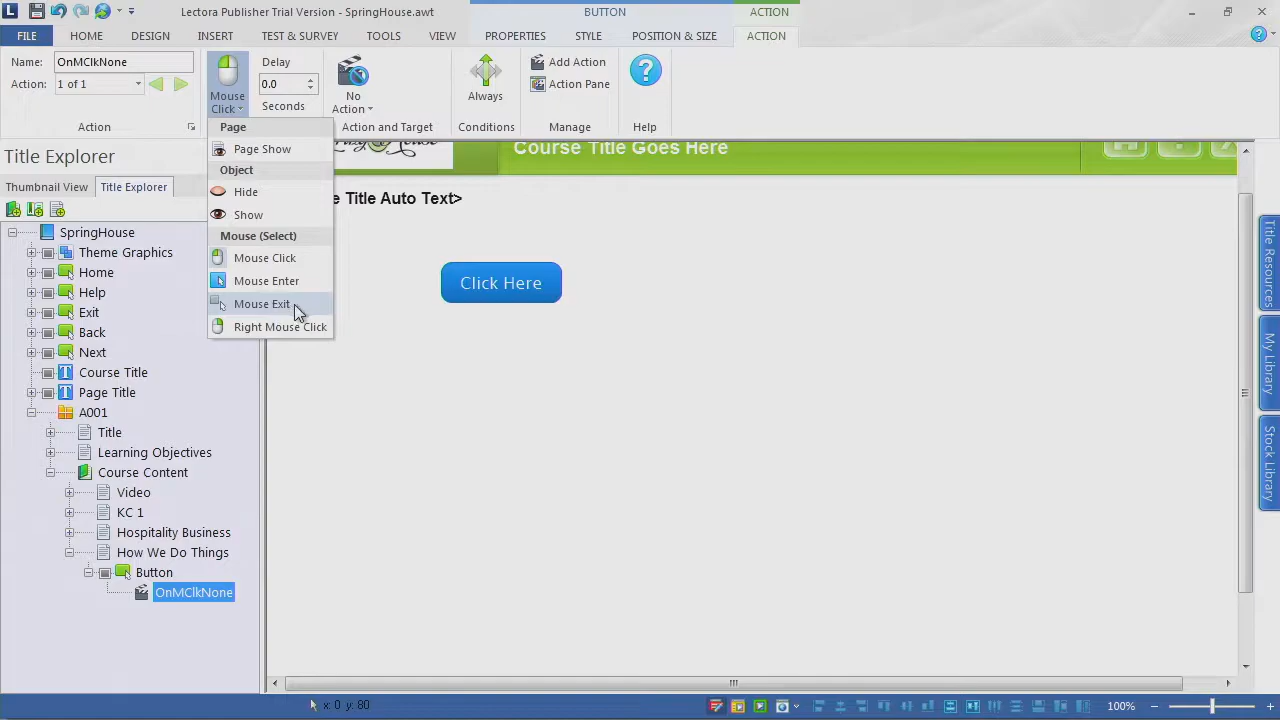 Lectora Publisher Trial Version - SpringHouse.awt
BUTTON
ACTION
FILE
HOME
DESIGN
INSERT
TEST & SURVEY
TOOLS
VIEW
PROPERTIES
STYLE
POSITION & SIZE
ACTION
Name: OnMClkNone
Action: 1 of 1
Action
Mouse Click
Delay
0.0
Seconds
No Action
Action and Target
Always
Conditions
Add Action
Action Pane
Manage
Help
Page
Page Show
Object
Hide
Show
Mouse (Select)
Mouse Click
Mouse Enter
Mouse Exit
Right Mouse Click
Title Explorer
Thumbnail View
Title Explorer
SpringHouse
Theme Graphics
Home
Help
Exit
Back
Next
Course Title
Page Title
A001
Title
Learning Objectives
Course Content
Video
KC 1
Hospitality Business
How We Do Things
Button
OnMClkNone
Course Title Goes Here
Title Auto Text>
Click Here
Title Resources
My Library
Stock Library
x: 0 y: 80
100%